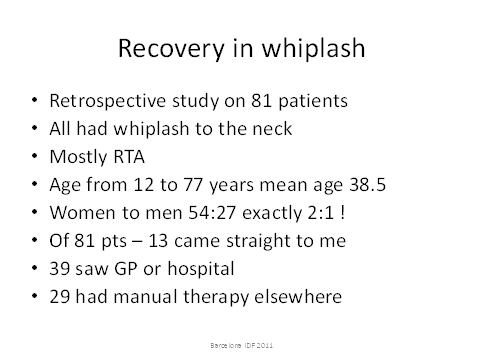 Recovery in whiplash
• Retrospective study on 81 patients
• All had whiplash to the neck
• Mostly RTA
• Age from 12 to 77 years mean age 38.5
• Women to men 54:27 exactly 2:1 !
• Of 81 pts – 13 came straight to me
• 39 saw GP or hospital
• 29 had manual therapy elsewhere
Barcelona IDF 2011